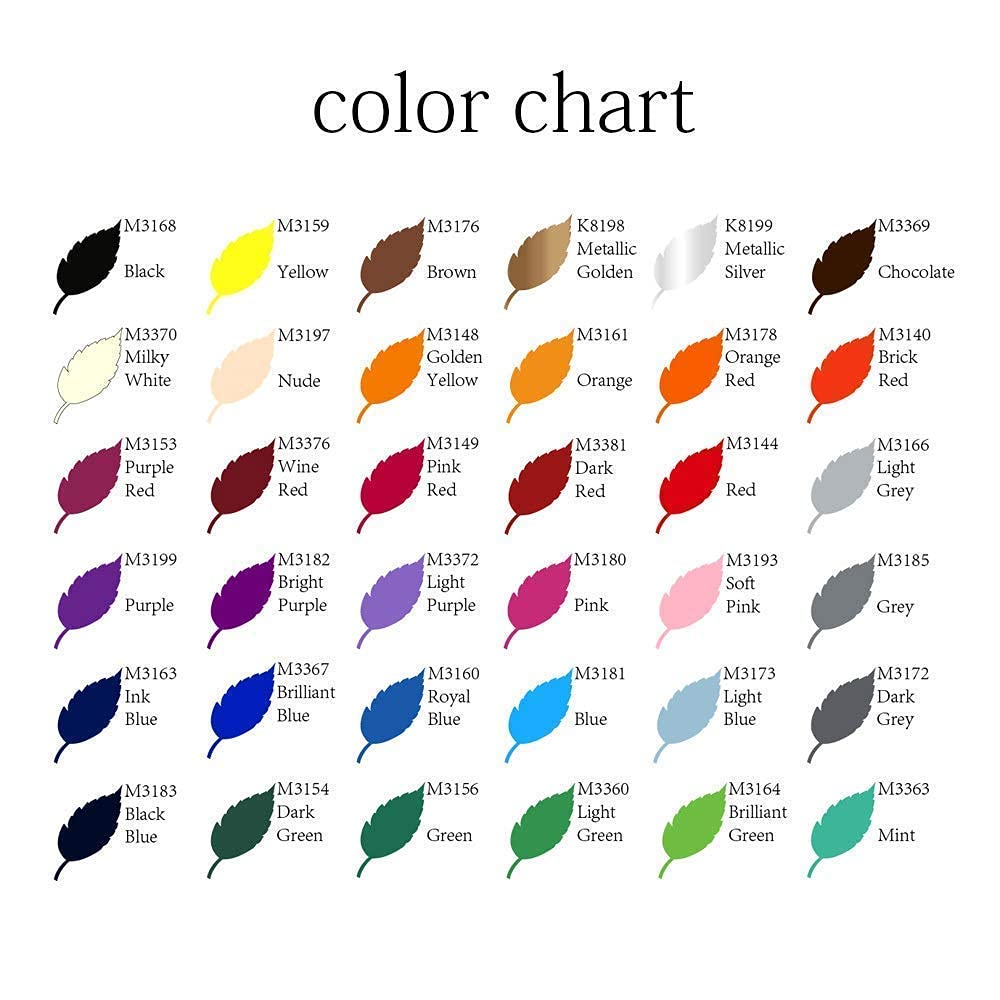 color chart
M3168
Black
M3159
Yellow
M3176
Brown
K8198
Metallic
Golden
K8199
Metallic
Silver
M3369
Chocolate
M3370
Milky
White
M3197
Nude
M3148
Golden
Yellow
M3161
Orange
M3178
Orange
Red
M3140
Brick
Red
M3153
Purple
Red
M3376
Wine
Red
M3149
Pink
Red
M3381
Dark
Red
M3144
Red
M3166
Light
Grey
M3199
Purple
M3182
Bright
Purple
M3372
Light
Purple
M3180
Pink
M3193
Soft
Pink
M3185
Grey
M3163
Ink
Blue
M3367
Brilliant
Blue
M3160
Royal
Blue
M3181
Blue
M3173
Light
Blue
M3172
Dark
Grey
M3183
Black
Blue
M3154
Dark
Green
M3156
Green
M3360
Light
Green
M3164
Brilliant
Green
M3363
Mint